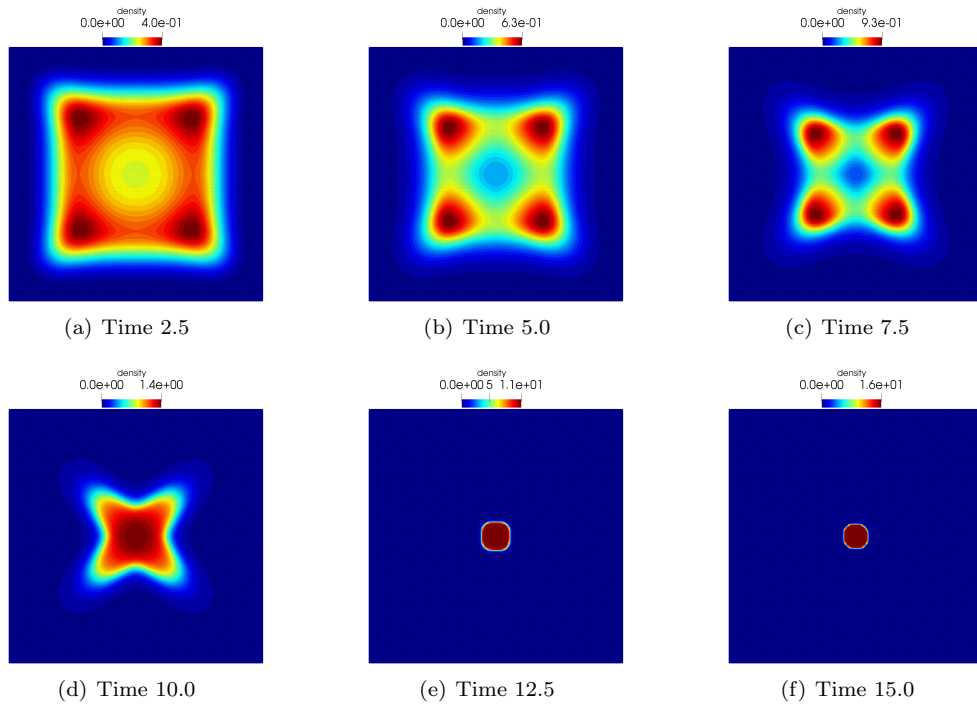 density density density
0.0e+00 4.0e-01 0.0e+00 6.3e-01 0.0e+00 9.3e-01
(a) Time 2.5 (b) Time 5.0 (c) Time 7.5
density density density
0.0e+00 1.4e+00 0.0e+00 5 1.1e+01 0.0e+00 1.6e+01
(d) Time 10.0 (e) Time 12.5 (f) Time 15.0